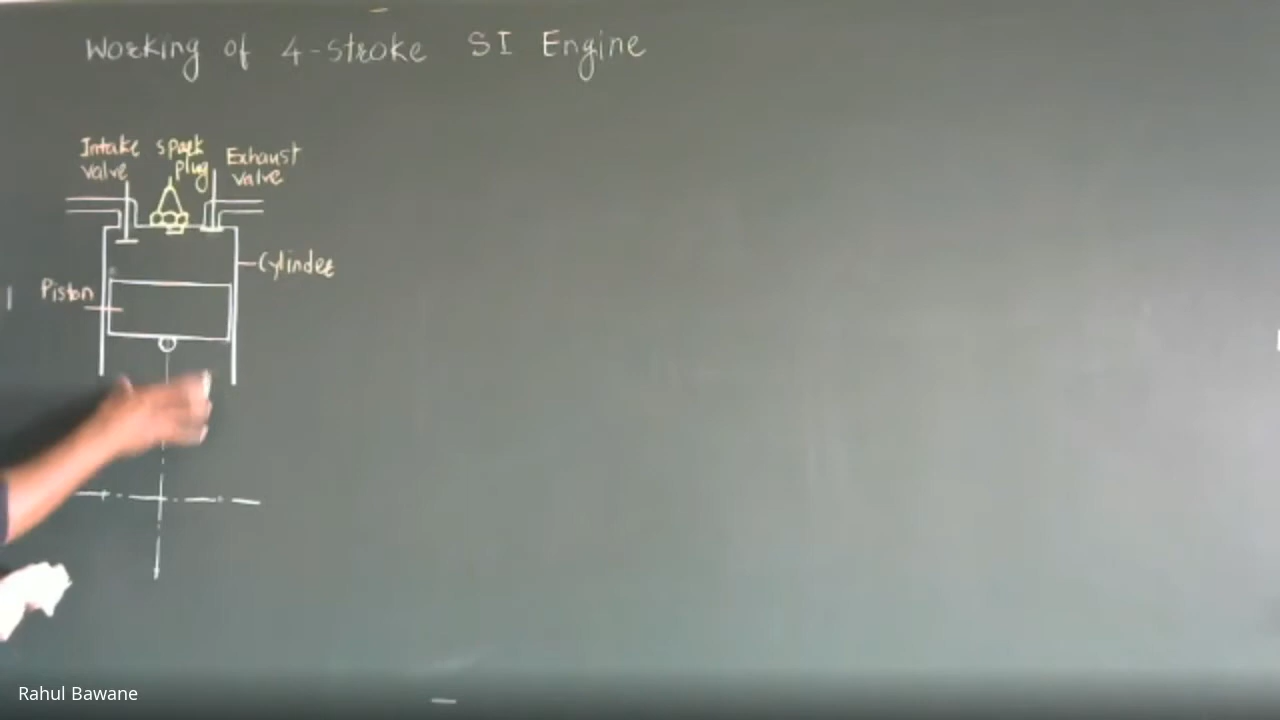 Working of 4-stroke SI Engine
Intake
valve
spark
plug
Exhaust
valve
Cylinder
Piston
Rahul Bawane